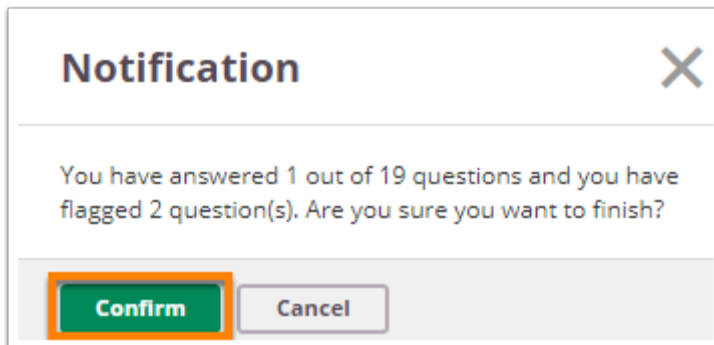 Notification
You have answered 1 out of 19 questions and you have
flagged 2 question(s). Are you sure you want to finish?
Confirm
Cancel